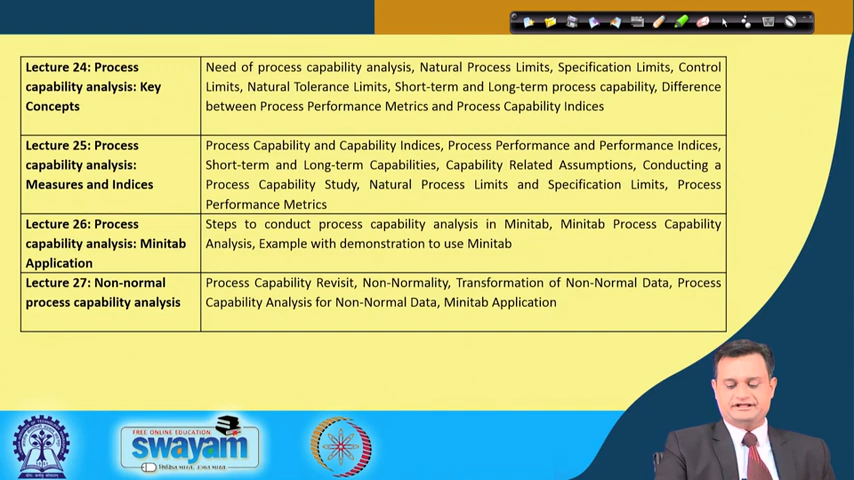 Lecture 24: Process
capability analysis: Key
Concepts
Need of process capability analysis, Natural Process Limits, Specification Limits, Control
Limits, Natural Tolerance Limits, Short-term and Long-term process capability, Difference
between Process Performance Metrics and Process Capability Indices
Lecture 25: Process
capability analysis:
Measures and Indices
Process Capability and Capability Indices, Process Performance and Performance Indices,
Short-term and Long-term Capabilities, Capability Related Assumptions, Conducting a
Process Capability Study, Natural Process Limits and Specification Limits, Process
Performance Metrics
Lecture 26: Process
capability analysis: Minitab
Application
Steps to conduct process capability analysis in Minitab, Minitab Process Capability
Analysis, Example with demonstration to use Minitab
Lecture 27: Non-normal
process capability analysis
Process Capability Revisit, Non-Normality, Transformation of Non-Normal Data, Process
Capability Analysis for Non-Normal Data, Minitab Application
FREE ONLINE EDUCATION
swayam